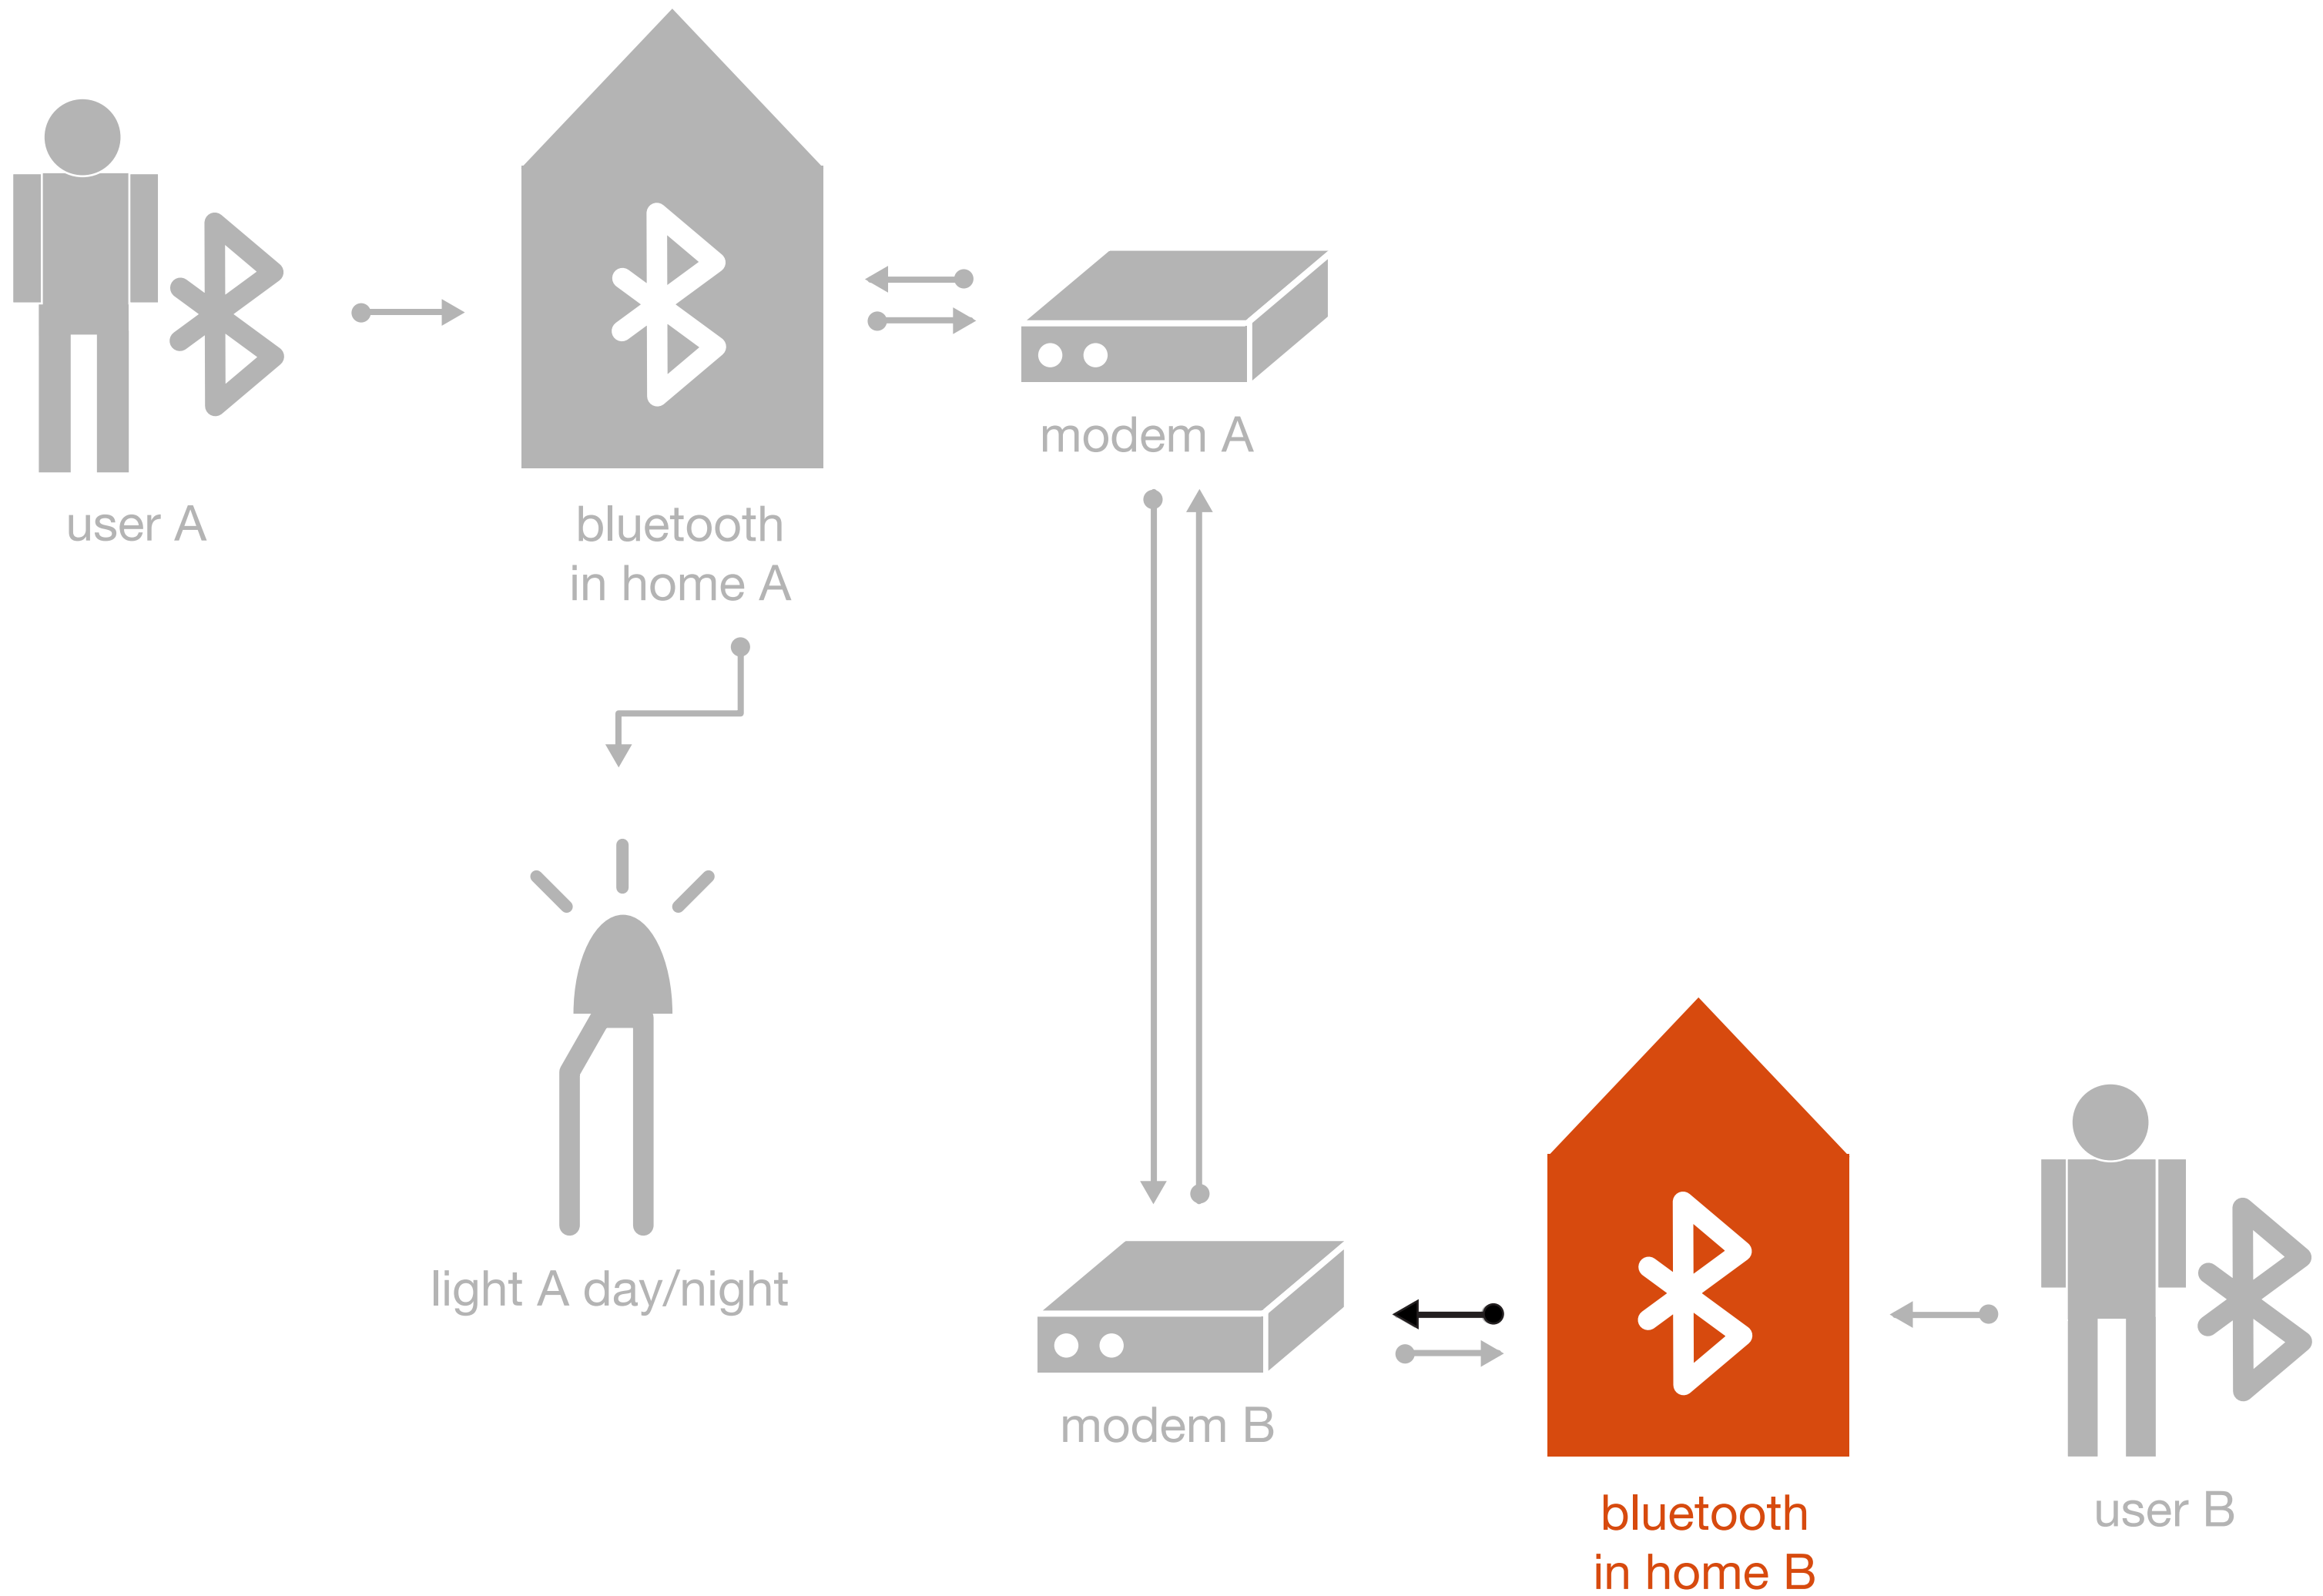 modem A
user A
bluetooth
in home A
light A day/night
modem B
bluetooth
in home B
user B